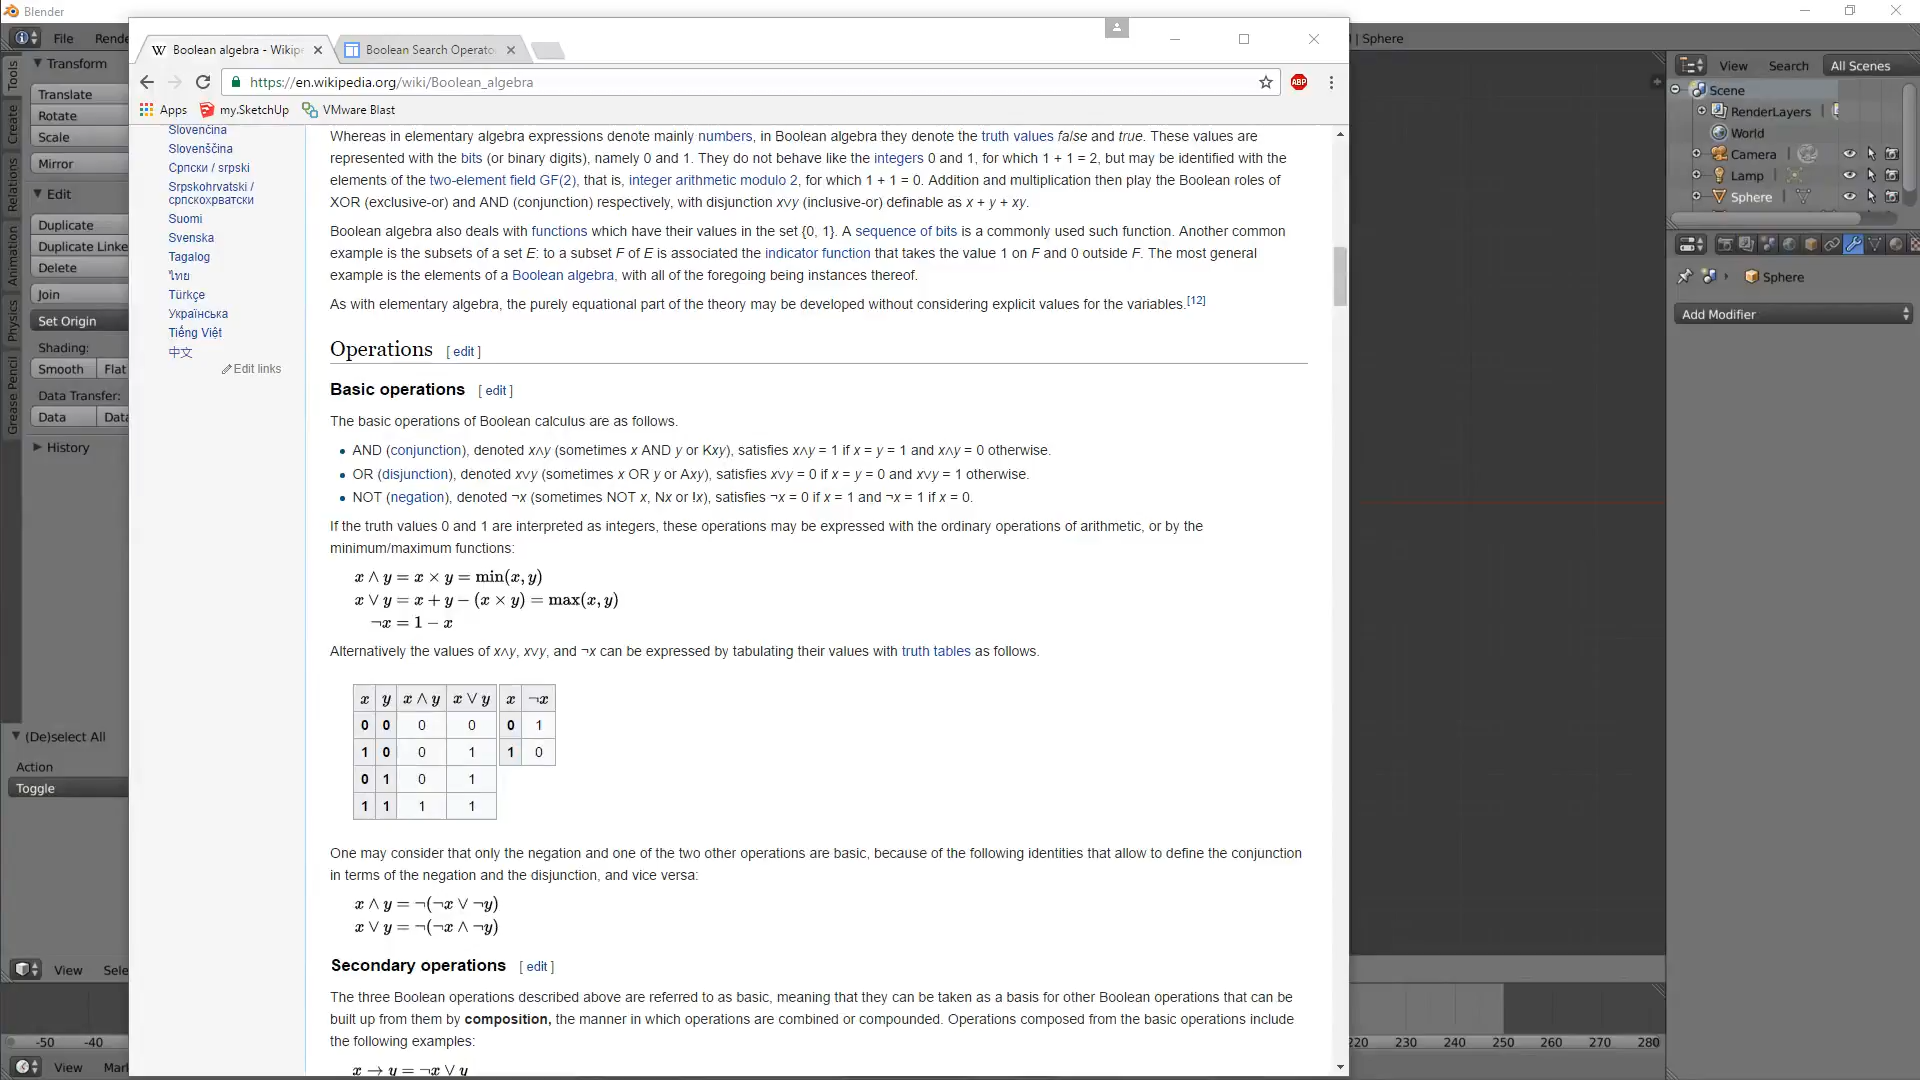 Blender
File
Rende
| Sphere
Boolean algebra - Wikipe
Boolean Search Operato
https://en.wikipedia.org/wiki/Boolean_algebra
ABP
Apps
my.SketchUp
VMware Blast
Tools
Create
Relations
Animation
Physics
Grease Pencil
Transform
Translate
Rotate
Scale
Mirror
Edit
Duplicate
Duplicate Linke
Delete
Join
Set Origin
Shading:
Smooth
Flat
Data Transfer:
Data
Data
History
(De)select All
Action
Toggle
View
Sele
-50
-40
View
Mar
Slovenčina
Slovenščina
Српски / srpski
Srpskohrvatski /
српскохрватски
Suomi
Svenska
Tagalog
ไทย
Türkçe
Українська
Tiếng Việt
中文
Edit links
Whereas in elementary algebra expressions denote mainly numbers, in Boolean algebra they denote the truth values false and true. These values are
represented with the bits (or binary digits), namely 0 and 1. They do not behave like the integers 0 and 1, for which 1 + 1 = 2, but may be identified with the
elements of the two-element field GF(2), that is, integer arithmetic modulo 2, for which 1 + 1 = 0. Addition and multiplication then play the Boolean roles of
XOR (exclusive-or) and AND (conjunction) respectively, with disjunction x∨y (inclusive-or) definable as x + y + xy.
Boolean algebra also deals with functions which have their values in the set {0, 1}. A sequence of bits is a commonly used such function. Another common
example is the subsets of a set E: to a subset F of E is associated the indicator function that takes the value 1 on F and 0 outside F. The most general
example is the elements of a Boolean algebra, with all of the foregoing being instances thereof.
As with elementary algebra, the purely equational part of the theory may be developed without considering explicit values for the variables.[12]
Operations [ edit ]
Basic operations [ edit ]
The basic operations of Boolean calculus are as follows.
• AND (conjunction), denoted x∧y (sometimes x AND y or Kxy), satisfies x∧y = 1 if x = y = 1 and x∧y = 0 otherwise.
• OR (disjunction), denoted x∨y (sometimes x OR y or Axy), satisfies x∨y = 0 if x = y = 0 and x∨y = 1 otherwise.
• NOT (negation), denoted ¬x (sometimes NOT x, Nx or !x), satisfies ¬x = 0 if x = 1 and ¬x = 1 if x = 0.
If the truth values 0 and 1 are interpreted as integers, these operations may be expressed with the ordinary operations of arithmetic, or by the
minimum/maximum functions:
x ∧ y = x × y = min(x, y)
x ∨ y = x + y − (x × y) = max(x, y)
¬x = 1 − x
Alternatively the values of x∧y, x∨y, and ¬x can be expressed by tabulating their values with truth tables as follows.
x y x ∧ y x ∨ y x ¬x
0 0 0 0 0 1
1 0 0 1 1 0
0 1 0 1
1 1 1 1
One may consider that only the negation and one of the two other operations are basic, because of the following identities that allow to define the conjunction
in terms of the negation and the disjunction, and vice versa:
x ∧ y = ¬(¬x ∨ ¬y)
x ∨ y = ¬(¬x ∧ ¬y)
Secondary operations [ edit ]
The three Boolean operations described above are referred to as basic, meaning that they can be taken as a basis for other Boolean operations that can be
built up from them by composition, the manner in which operations are combined or compounded. Operations composed from the basic operations include
the following examples:
x → y = ¬x ∨ y
View
Search
All Scenes
Scene
RenderLayers
World
Camera
Lamp
Sphere
Sphere
Add Modifier
220
230
240
250
260
270
280